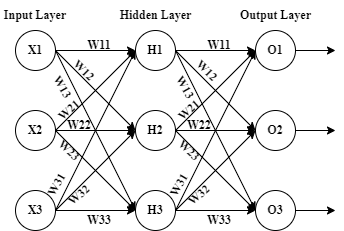 Input Layer Hidden Layer Output Layer
X1 W11 H1 W11 O1
W12 W12
W13 W13
W21 W21
X2 W22 H2 W22 O2
W23 W23
W31 W31
W32 W32
X3 W33 H3 W33 O3